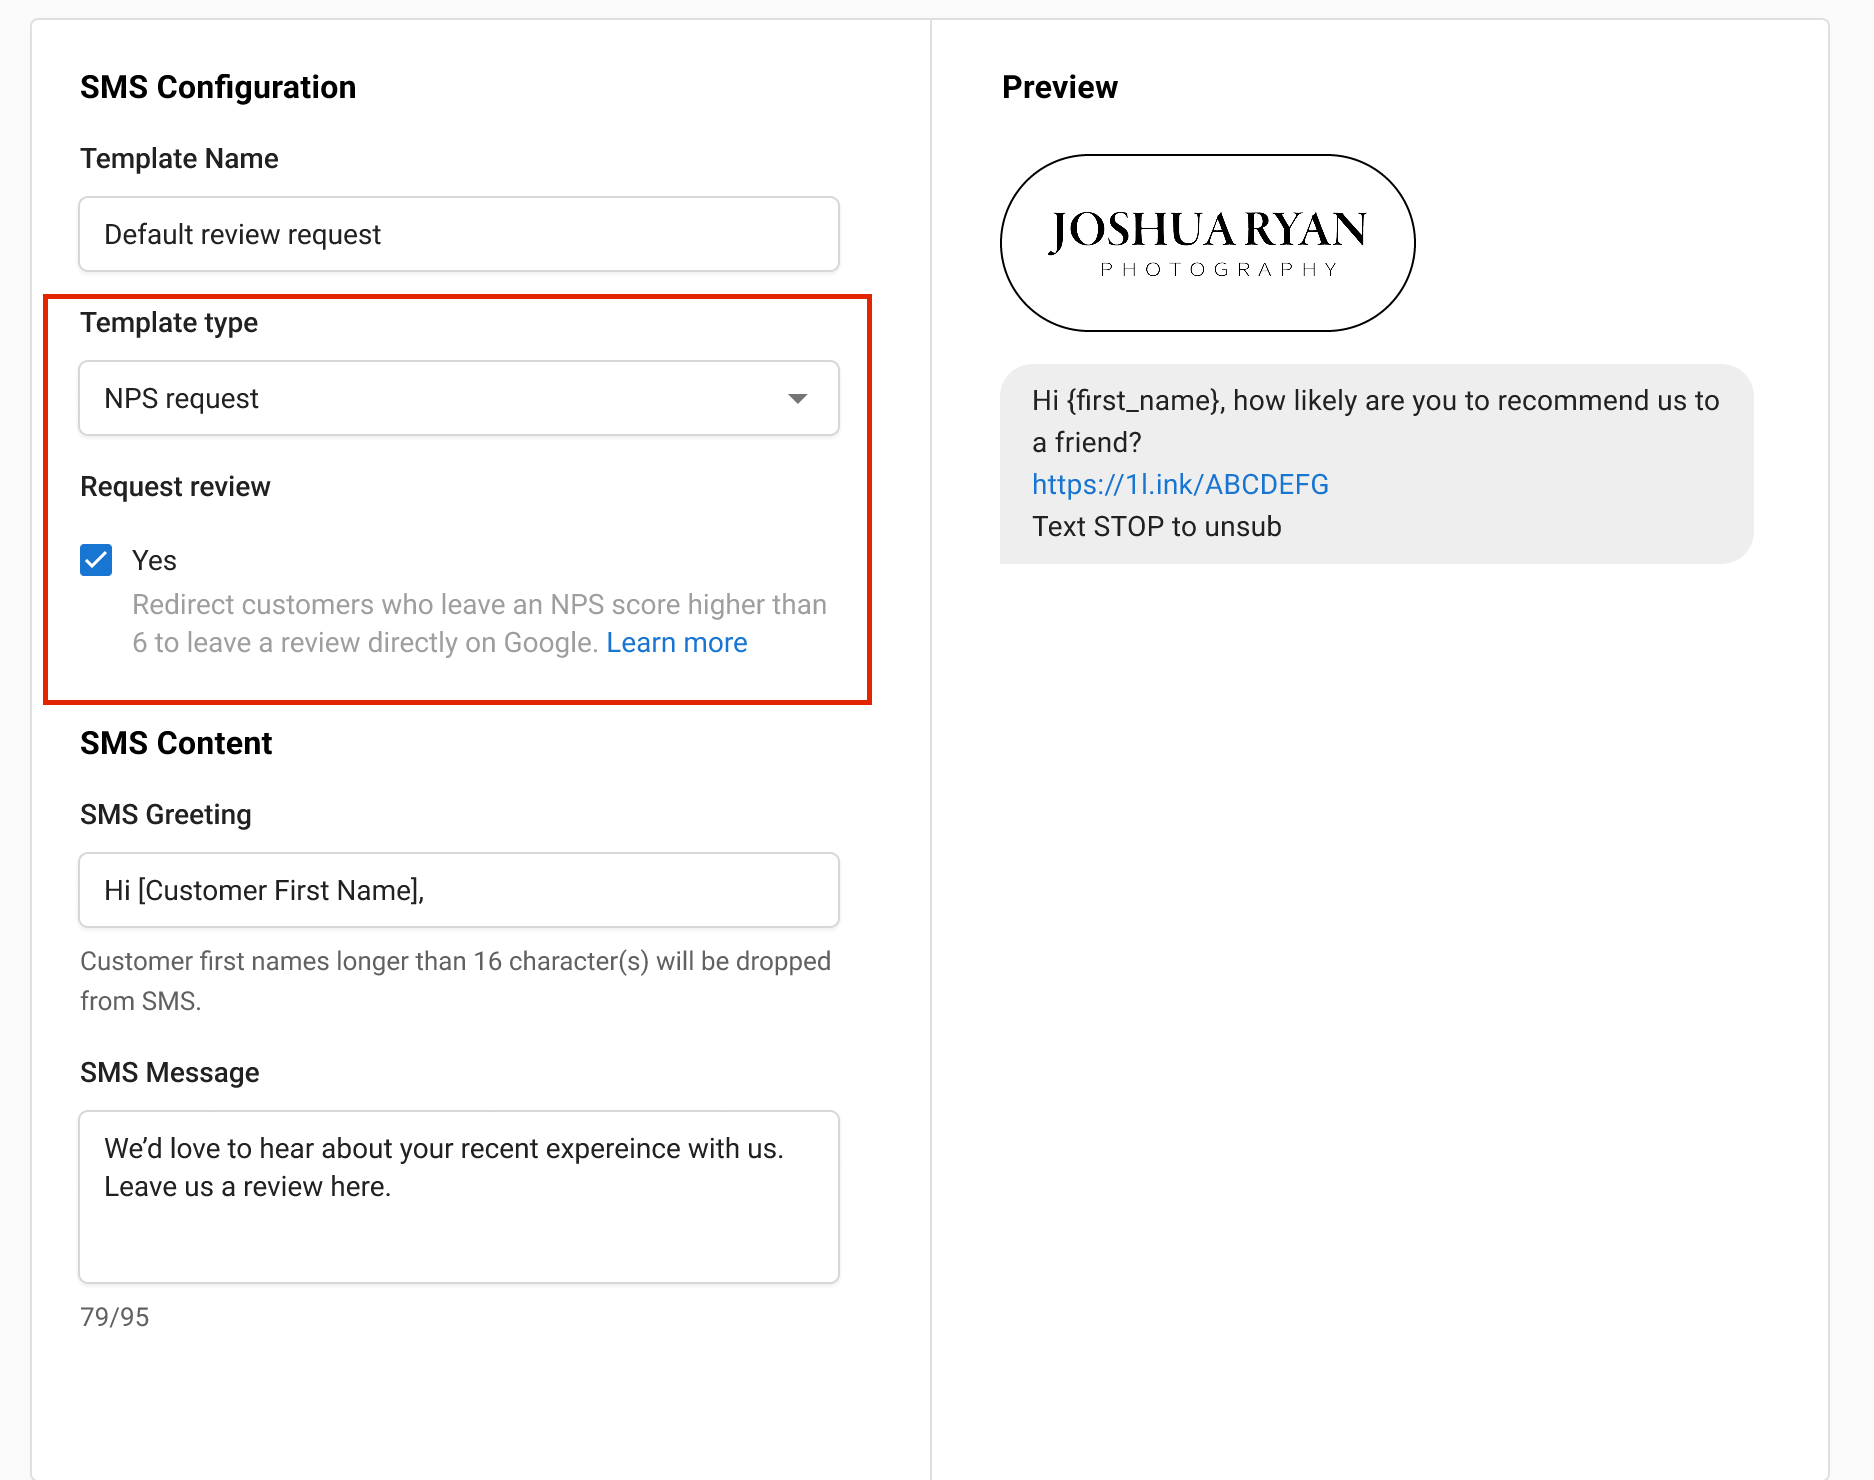 SMS Configuration
Template Name
Default review request
Template type
NPS request
Request review
Yes
Redirect customers who leave an NPS score higher than
6 to leave a review directly on Google. Learn more
SMS Content
SMS Greeting
Hi [Customer First Name],
Customer first names longer than 16 character(s) will be dropped
from SMS.
SMS Message
We’d love to hear about your recent expereince with us.
Leave us a review here.
79/95
Preview
JOSHUA RYAN
PHOTOGRAPHY
Hi {first_name}, how likely are you to recommend us to
a friend?
https://1l.ink/ABCDEFG
Text STOP to unsub